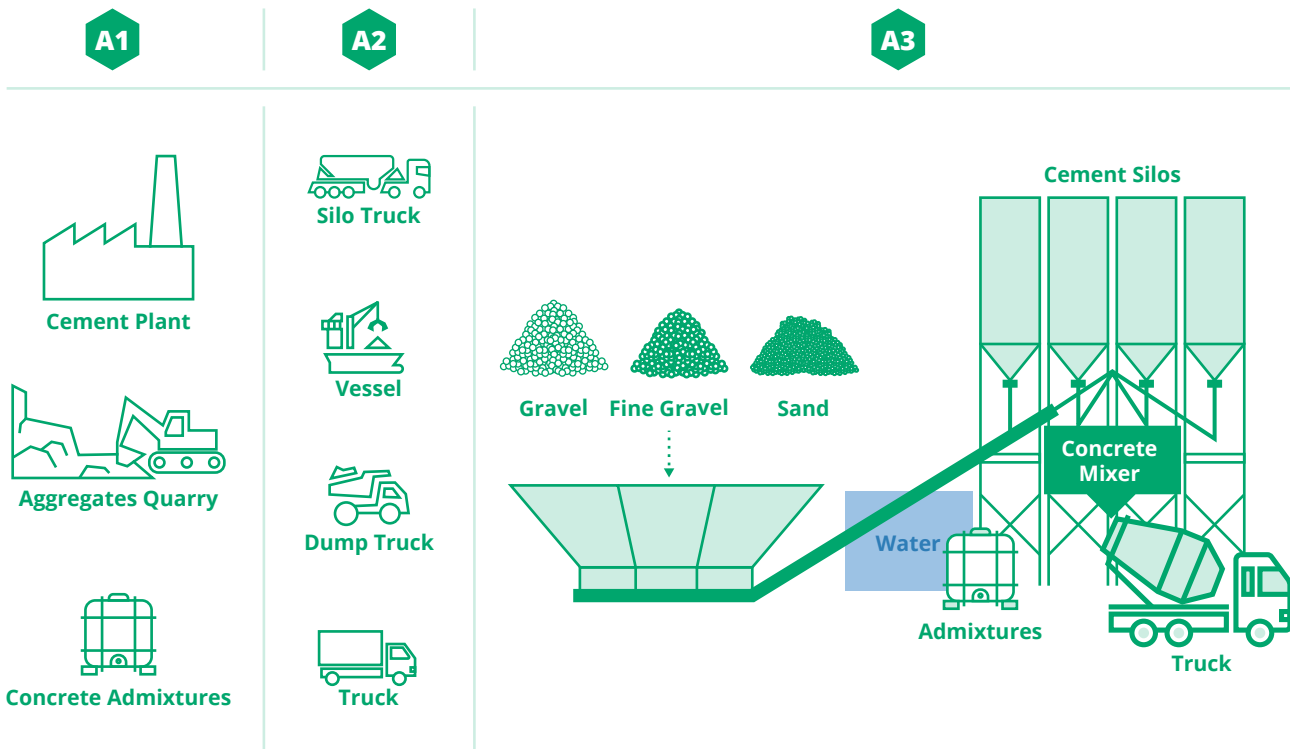 A1
A2
A3
Cement Plant
Aggregates Quarry
Concrete Admixtures
Silo Truck
Vessel
Dump Truck
Truck
Gravel
Fine Gravel
Sand
Cement Silos
Concrete
Mixer
Water
Admixtures
Truck